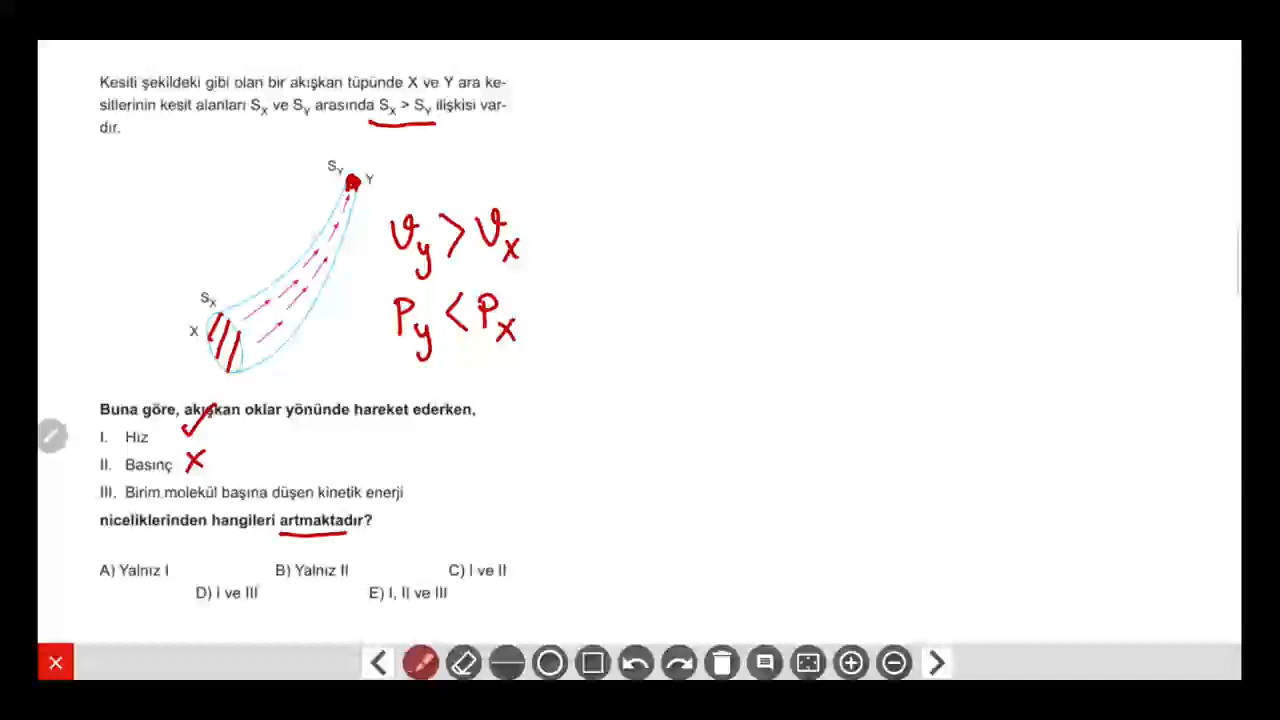 Kesiti şekildeki gibi olan bir akışkan tüpünde X ve Y ara ke-
sitlerinin kesit alanları Sx ve Sy arasında Sx > Sy ilişkisi var-
dır.
Sy
Y
ϑy > ϑx
Sx
X
Py < Px
Buna göre, akışkan oklar yönünde hareket ederken,
I. Hız
II. Basınç
III. Birim molekül başına düşen kinetik enerji
niceliklerinden hangileri artmaktadır?
A) Yalnız I B) Yalnız II C) I ve II
D) I ve III E) I, II ve III